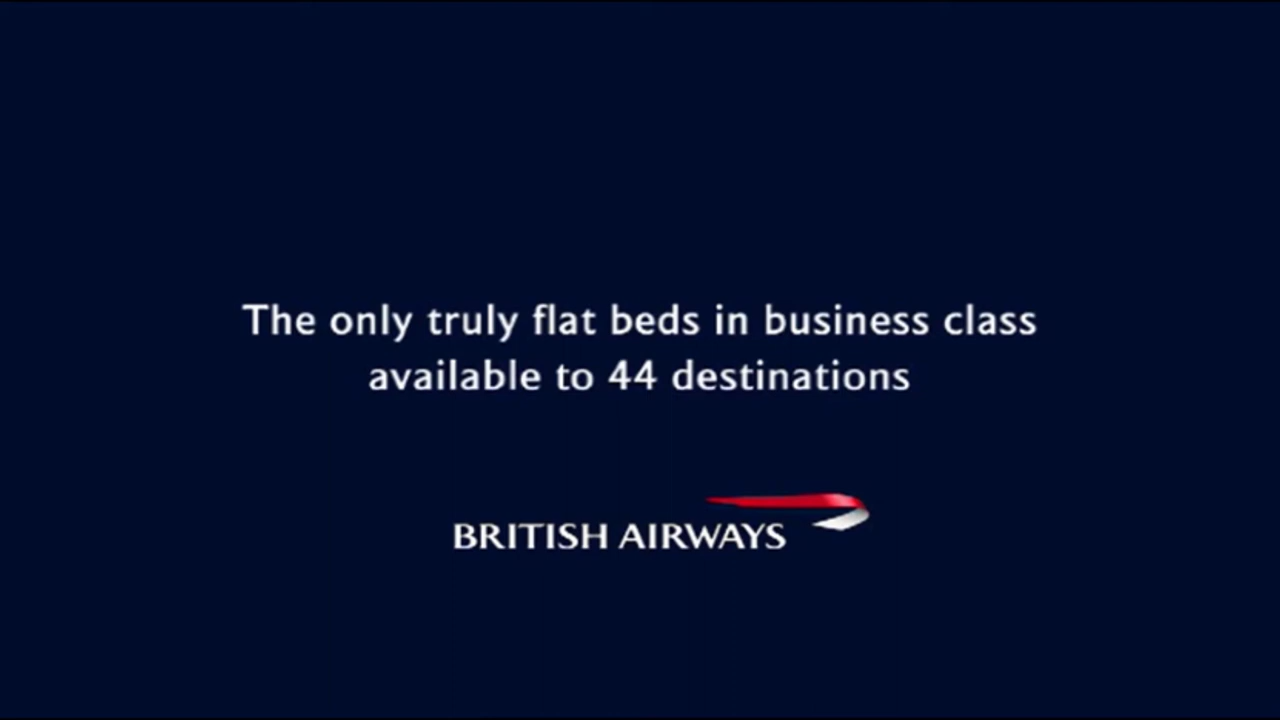 The only truly flat beds in business class
available to 44 destinations
BRITISH AIRWAYS